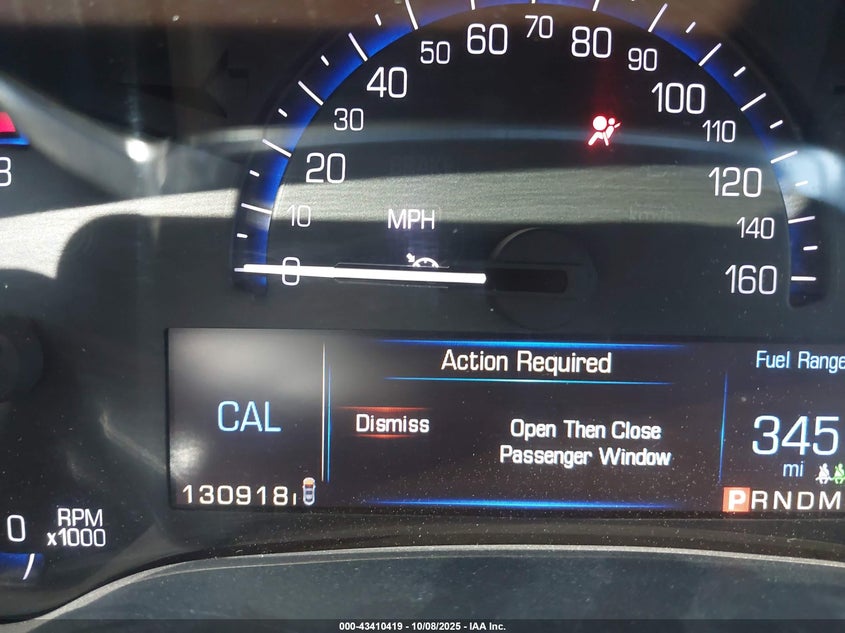 70
60
80
50
90
40
100
30
110
20
120
10
MPH
140
0
160
8
Action Required
Fuel Range
CAL
Dismiss
Open Then Close
Passenger Window
345
mi
130918
PRNDM
0
RPM
x1000
000-43410419 - 10/08/2025 - IAA Inc.